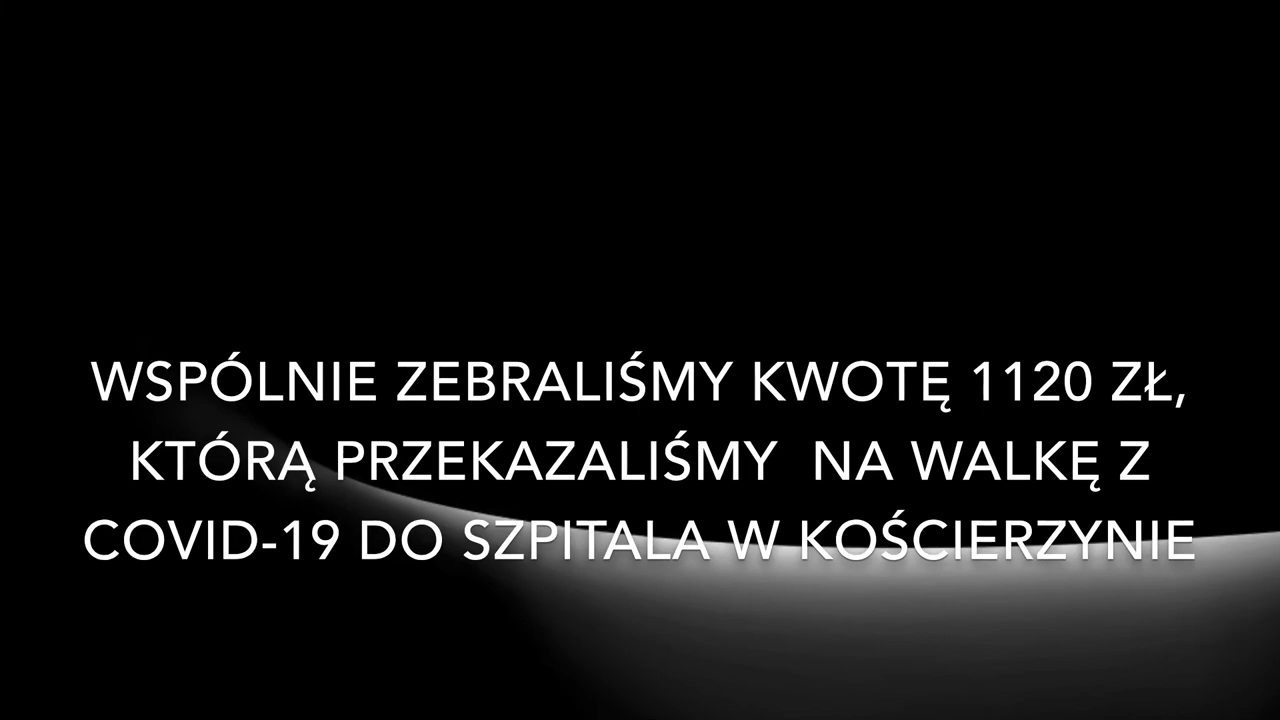 WSPÓLNIE ZEBRALIŚMY KWOTĘ 1120 ZŁ,
KTÓRĄ PRZEKAZALIŚMY  NA WALKĘ Z
COVID-19 DO SZPITALA W KOŚCIERZYNIE